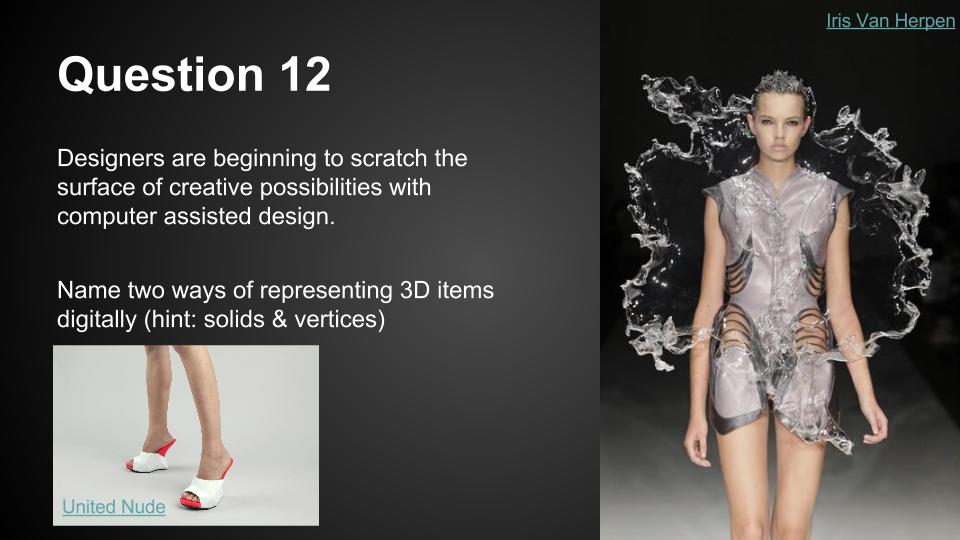 Iris Van Herpen
Question 12
Designers are beginning to scratch the
surface of creative possibilities with
computer assisted design.
Name two ways of representing 3D items
digitally (hint: solids & vertices)
United Nude